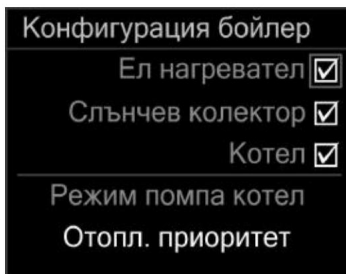 Конфигурация бойлер
Ел нагревател
Слънчев колектор
Котел
Режим помпа котел
Отопл. приоритет